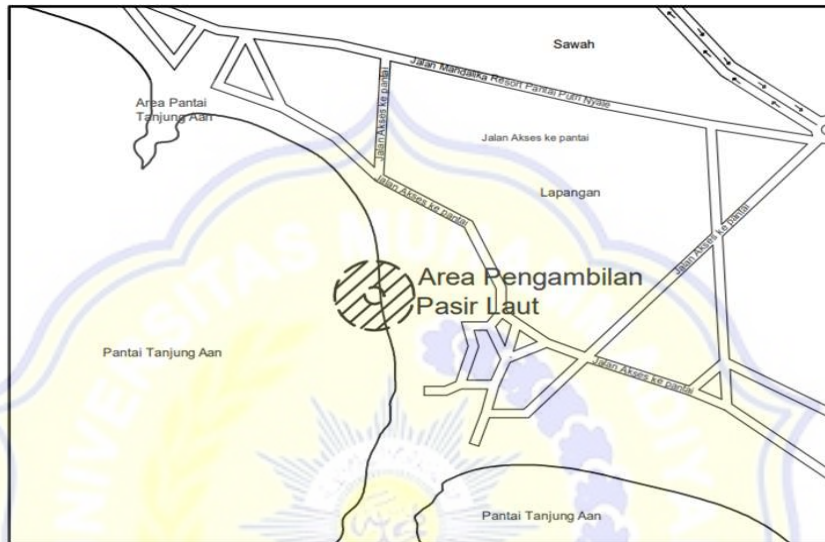 Sawah
Jalan Mandalika Resort Pantai Putri Nyale
Area Pantai
Tanjung Aan
Jalan Akses ke pantai
Jalan Akses ke pantai
Lapangan
Jalan Akses ke pantai
Jalan Akses ke pantai
Area Pengambilan
Pasir Laut
Pantai Tanjung Aan
Jalan Akses ke pantai
Pantai Tanjung Aan
UNIVERSITAS MUHAMMADIYA